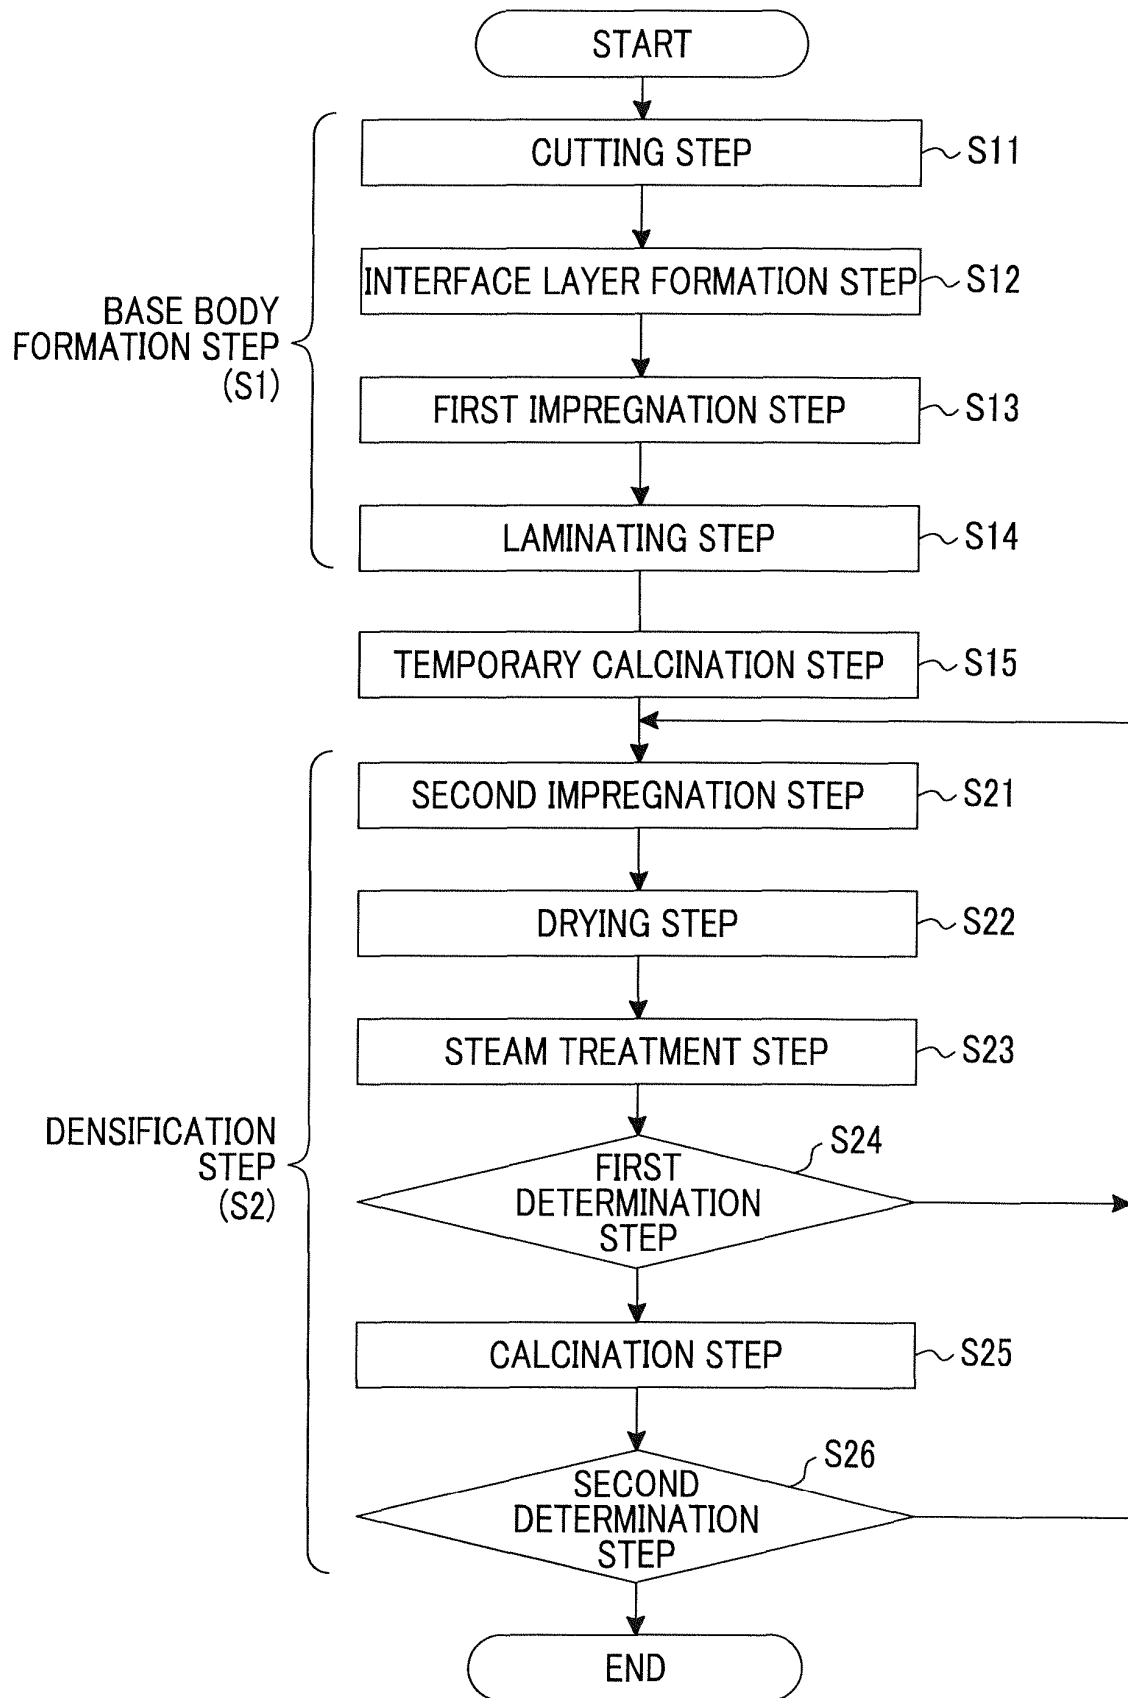 START
CUTTING STEP
S11
INTERFACE LAYER FORMATION STEP
S12
BASE BODY
FORMATION STEP
(S1)
FIRST IMPREGNATION STEP
S13
LAMINATING STEP
S14
TEMPORARY CALCINATION STEP
S15
SECOND IMPREGNATION STEP
S21
DRYING STEP
S22
STEAM TREATMENT STEP
S23
DENSIFICATION
STEP
(S2)
S24
FIRST
DETERMINATION
STEP
CALCINATION STEP
S25
S26
SECOND
DETERMINATION
STEP
END